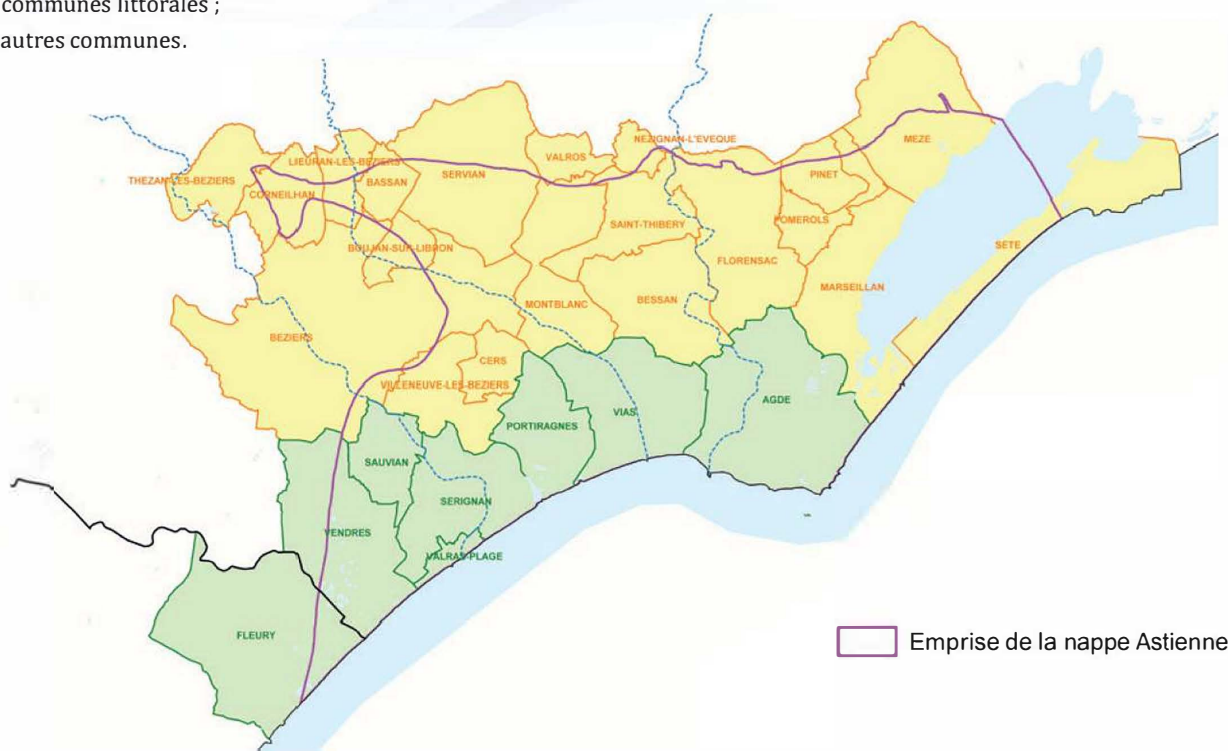 communes littorales ;
autres communes.
NEZIGNAN-L'EVEQUE
MEZE
LIEURAN-LES-BEZIERS
VALROS
SERVIAN
THEZAN-LES-BEZIERS
BASSAN
PINET
CORNEILHAN
POMEROLS
SAINT-THIBERY
BOUJAN-SUR-LIBRON
SETE
FLORENSAC
MARSEILLAN
MONTBLANC
BESSAN
BEZIERS
CERS
VILLENEUVE-LES-BEZIERS
AGDE
VIAS
PORTIRAGNES
SAUVIAN
SERIGNAN
VENDRES
VALRAS-PLAGE
FLEURY
Emprise de la nappe Astienne